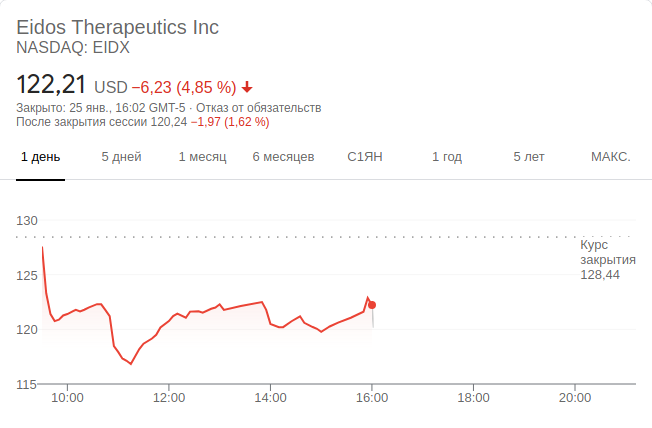 Eidos Therapeutics Inc
NASDAQ: EIDX
122,21 USD −6,23 (4,85 %)
Закрыто: 25 янв., 16:02 GMT-5 · Отказ от обязательств
После закрытия сессии 120,24 −1,97 (1,62 %)
1 день 5 дней 1 месяц 6 месяцев С1ЯН 1 год 5 лет МАКС.
130
Курс
закрытия
128,44
125
120
115
10:00 12:00 14:00 16:00 18:00 20:00